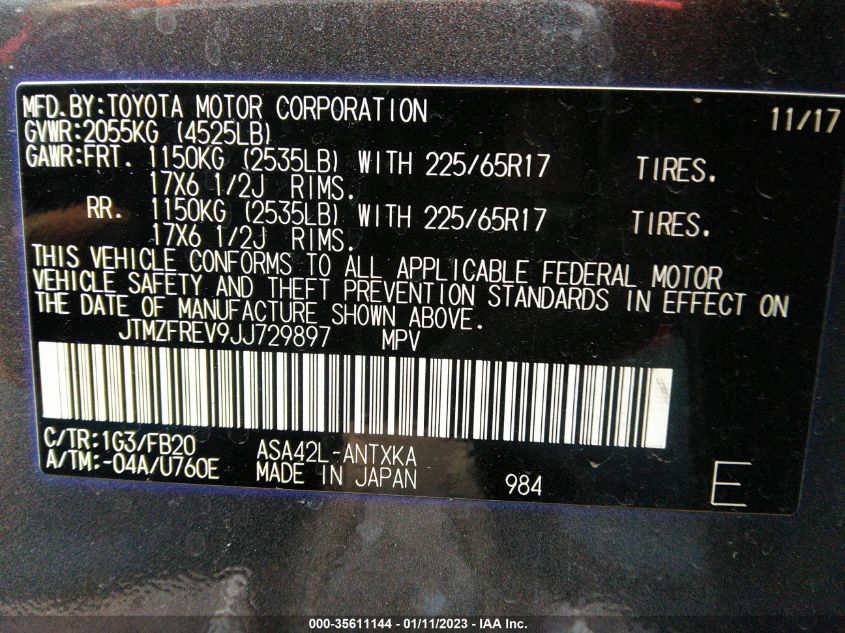 MFD.BY:TOYOTA MOTOR CORPORATION 11/17
GVWR:2055KG (4525LB)
GAWR:FRT. 1150KG (2535LB) WITH 225/65R17 TIRES.
17X6 1/2J RIMS.
RR. 1150KG (2535LB) WITH 225/65R17 TIRES.
17X6 1/2J RIMS.
THIS VEHICLE CONFORMS TO ALL APPLICABLE FEDERAL MOTOR
VEHICLE SAFETY AND THEFT PREVENTION STANDARDS IN EFFECT ON
THE DATE OF MANUFACTURE SHOWN ABOVE.
JTMZFREV9JJ729897 MPV
C/TR:1G3/FB20 ASA42L-ANTXKA
A/TM:-04A/U760E MADE IN JAPAN 984 E
000-35611144 - 01/11/2023 - IAA Inc.